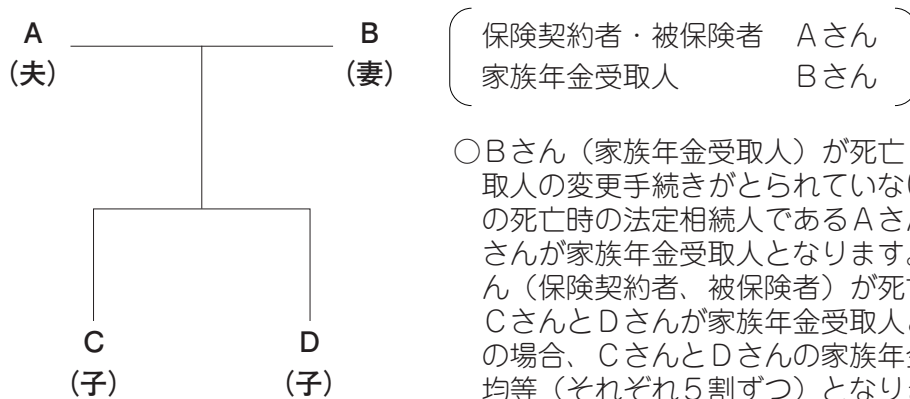 A
(夫)
B
(妻)
C
(子)
D
(子)
保険契約者・被保険者 Aさん
家族年金受取人 Bさん
○Bさん（家族年金受取人）が死亡
取人の変更手続きがとられていない
の死亡時の法定相続人であるAさん
さんが家族年金受取人となります。
ん（保険契約者、被保険者）が死亡
CさんとDさんが家族年金受取人と
の場合、CさんとDさんの家族年金
均等（それぞれ5割ずつ）となりま